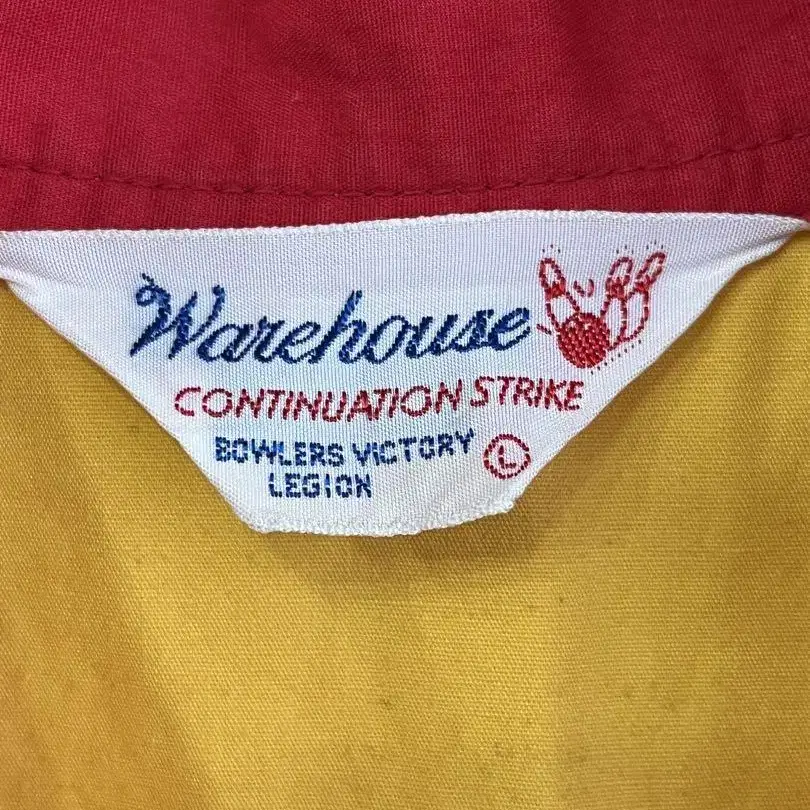 Warehouse
CONTINUATION STRIKE
BOWLERS VICTORY
LEGION
L